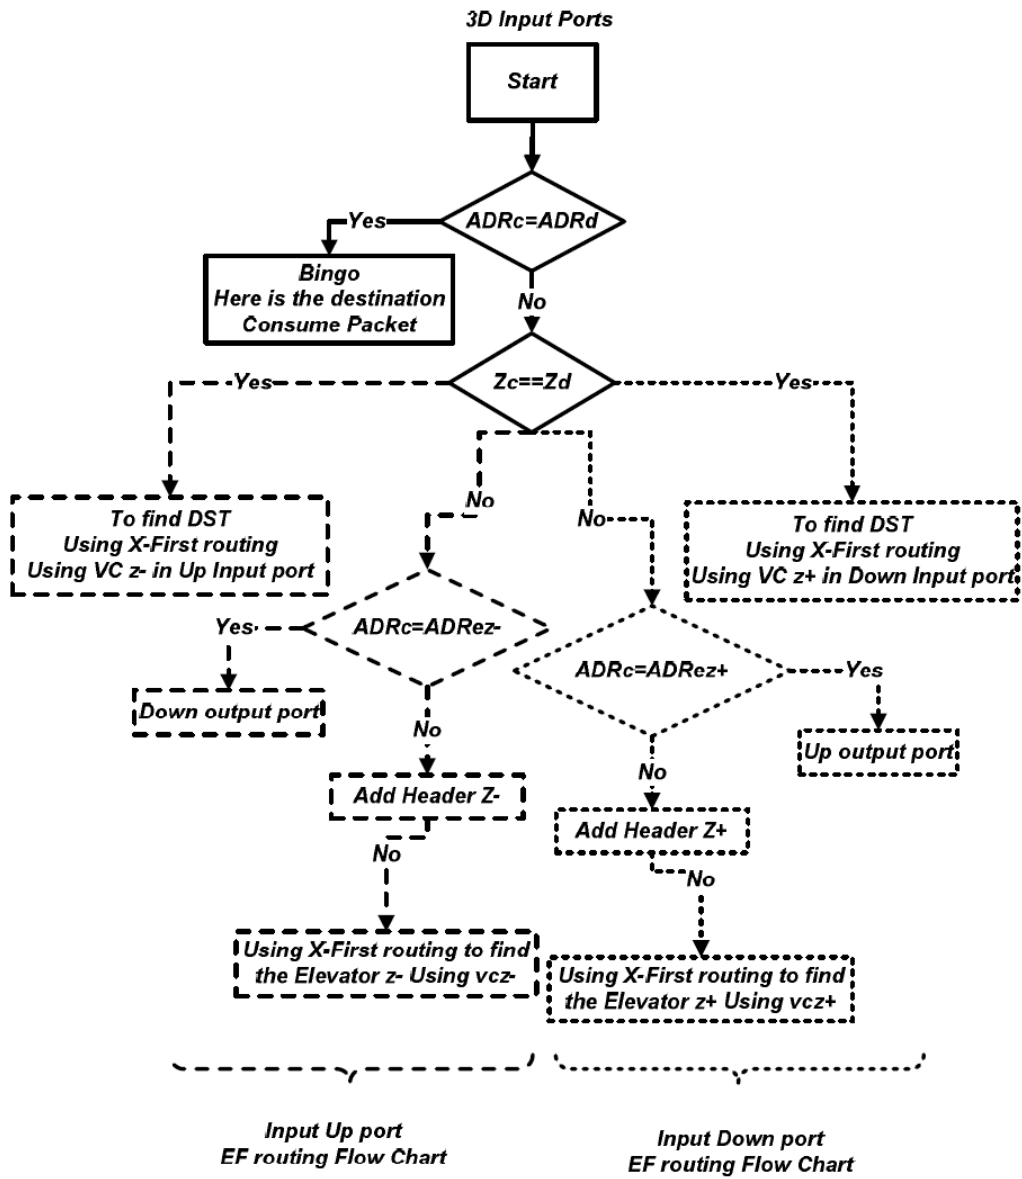 3D Input Ports
Start
ADRc=ADRd
Yes
Bingo
Here is the destination
Consume Packet
No
Zc==Zd
Yes
Yes
No
No
To find DST
Using X-First routing
Using VC z- in Up Input port
To find DST
Using X-First routing
Using VC z+ in Down Input port
ADRc=ADRez-
Yes
Down output port
No
ADRc=ADRez+
Yes
Up output port
No
Add Header Z-
No
Add Header Z+
No
Using X-First routing to find
the Elevator z- Using vcz-
Using X-First routing to find
the Elevator z+ Using vcz+
Input Up port
EF routing Flow Chart
Input Down port
EF routing Flow Chart